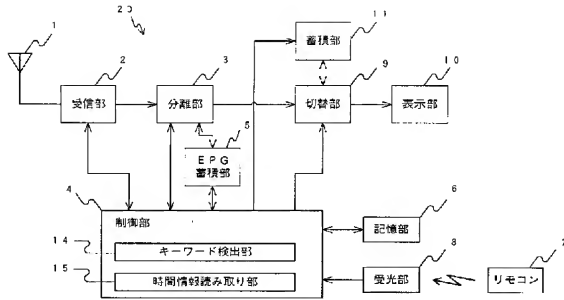 20
1
11
蓄積部
2
3
9
10
受信部
分離部
切替部
表示部
5
EPG
蓄積部
4
制御部
6
記憶部
14
キーワード検出部
8
7
15
時間情報読み取り部
受光部
リモコン